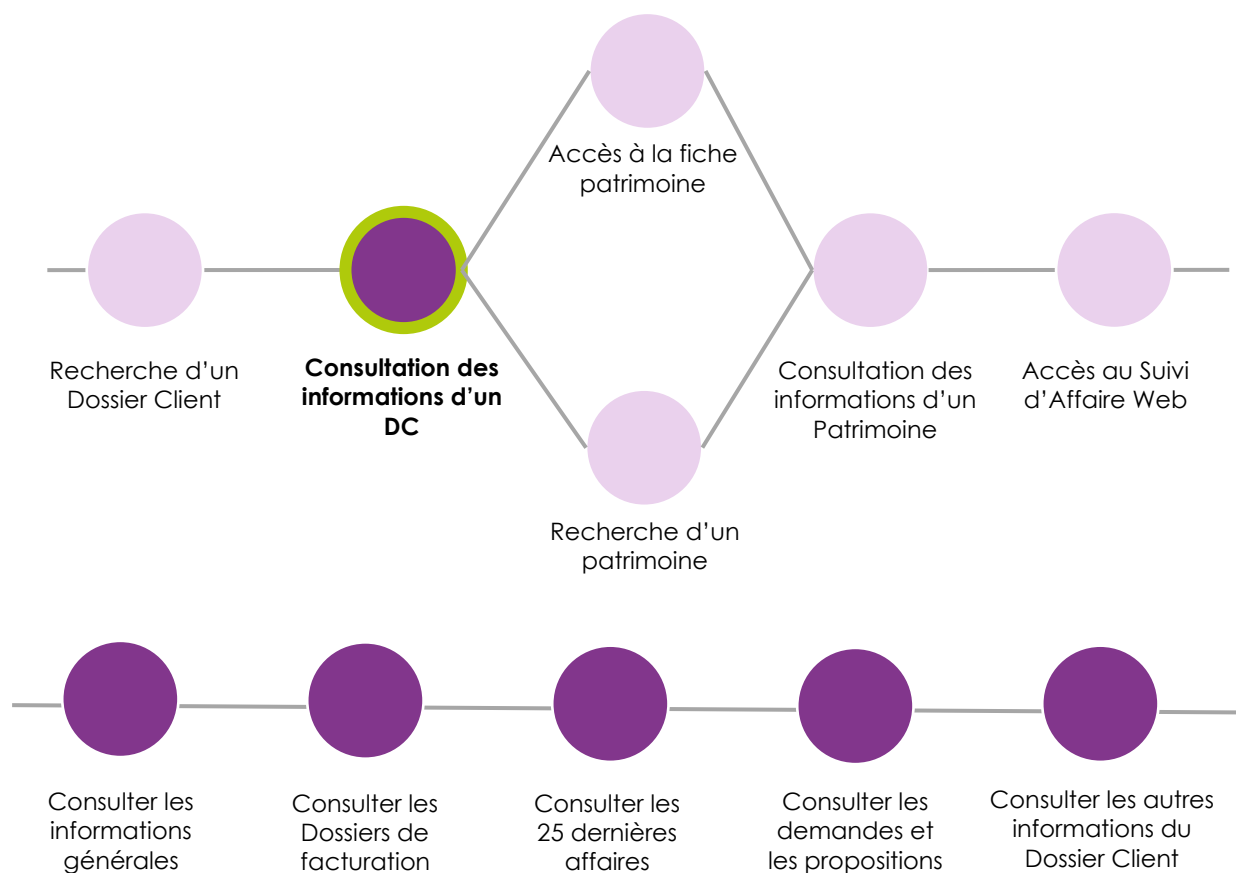 Accès à la fiche
patrimoine
Recherche d'un
Dossier Client
Consultation des
informations d'un
DC
Consultation des
informations d'un
Patrimoine
Accès au Suivi
d'Affaire Web
Recherche d'un
patrimoine
Consulter les
informations
générales
Consulter les
Dossiers de
facturation
Consulter les
25 dernières
affaires
Consulter les
demandes et
les propositions
Consulter les autres
informations du
Dossier Client